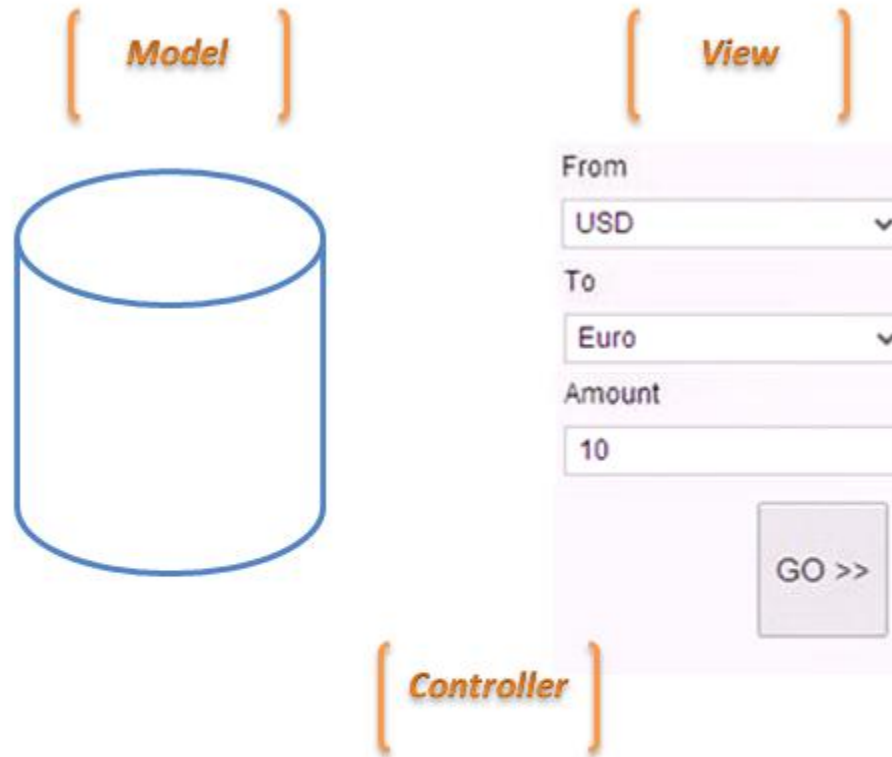 Model
View
From
USD
To
Euro
Amount
10
GO >>
Controller